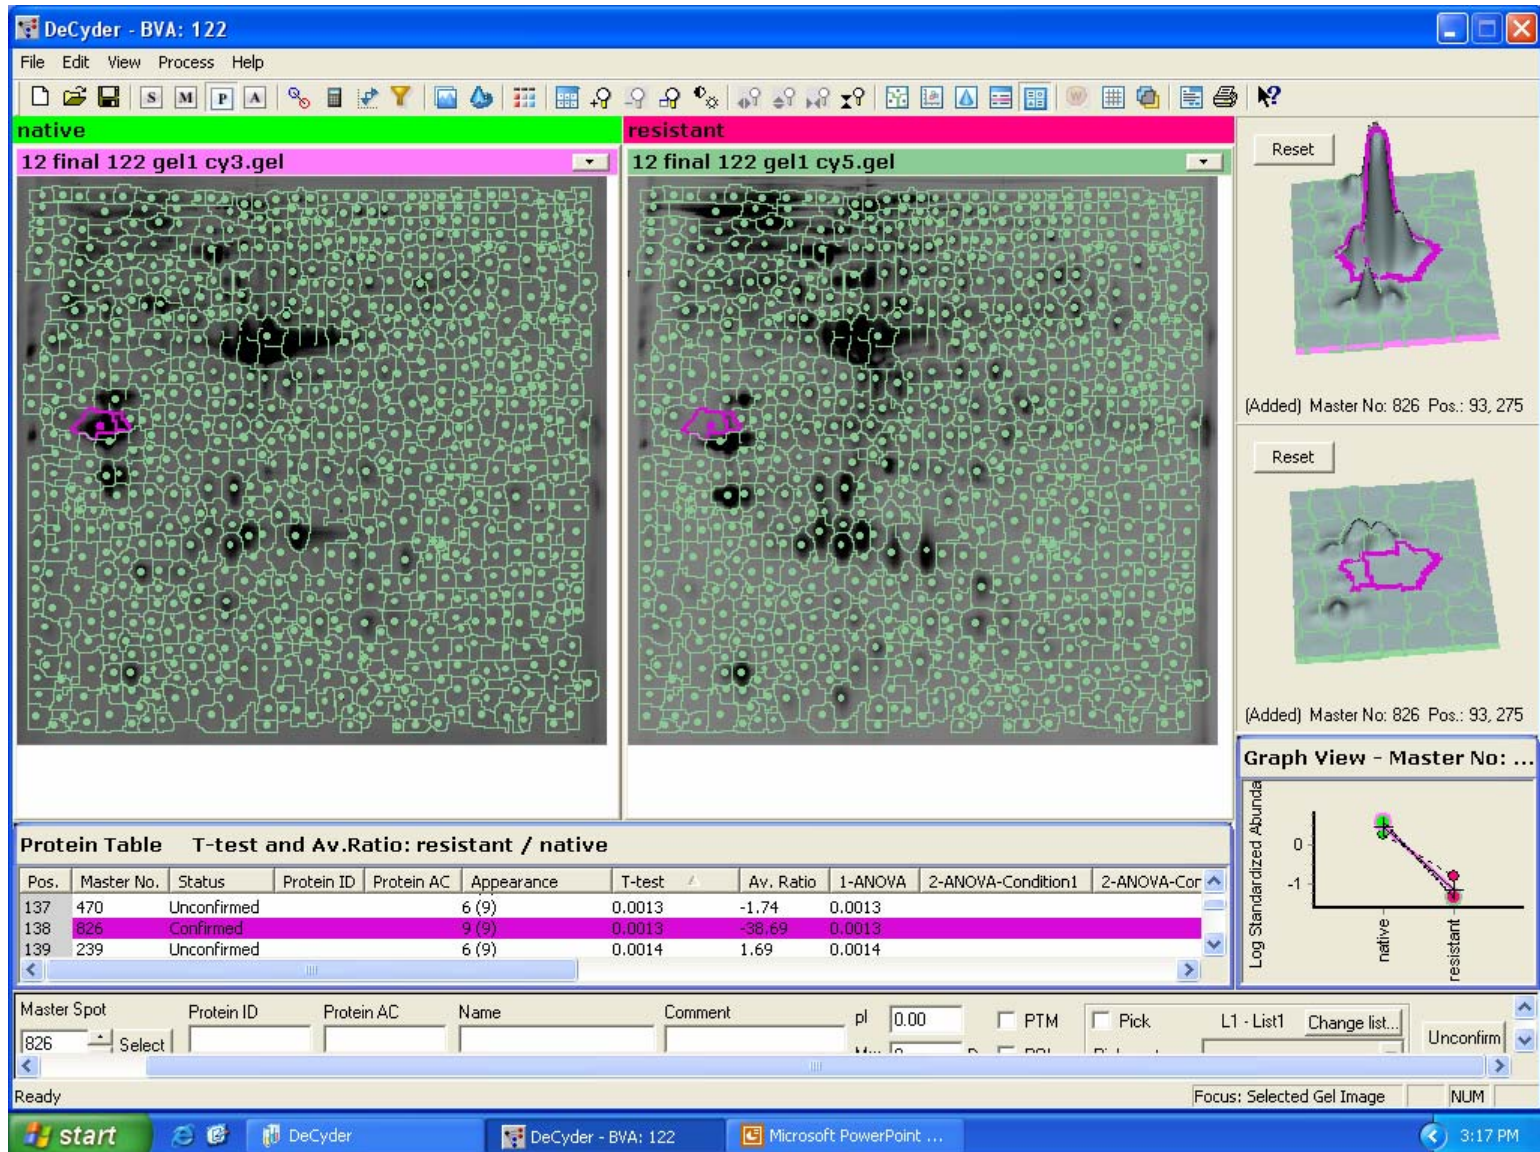 DeCyder - BVA: 122
File Edit View Process Help
S M P A
native
resistant
12 final 122 gel1 cy3.gel
12 final 122 gel1 cy5.gel
Reset
(Added) Master No: 826 Pos.: 93, 275
Reset
(Added) Master No: 826 Pos.: 93, 275
Graph View - Master No: ...
Log Standardized Abunda
0
-1
native
resistant
Protein Table T-test and Av.Ratio: resistant / native
Pos. Master No. Status Protein ID Protein AC Appearance T-test Av. Ratio 1-ANOVA 2-ANOVA-Condition1 2-ANOVA-Cor
137 470 Unconfirmed 6 (9) 0.0013 -1.74 0.0013
138 826 Confirmed 9 (9) 0.0013 -38.69 0.0013
139 239 Unconfirmed 6 (9) 0.0014 1.69 0.0014
Master Spot Protein ID Protein AC Name Comment pI 0.00 PTM Pick L1 - List1 Change list...
826 Select Unconfirm
Ready
Focus: Selected Gel Image NUM
start DeCyder DeCyder - BVA: 122 Microsoft PowerPoint ... 3:17 PM